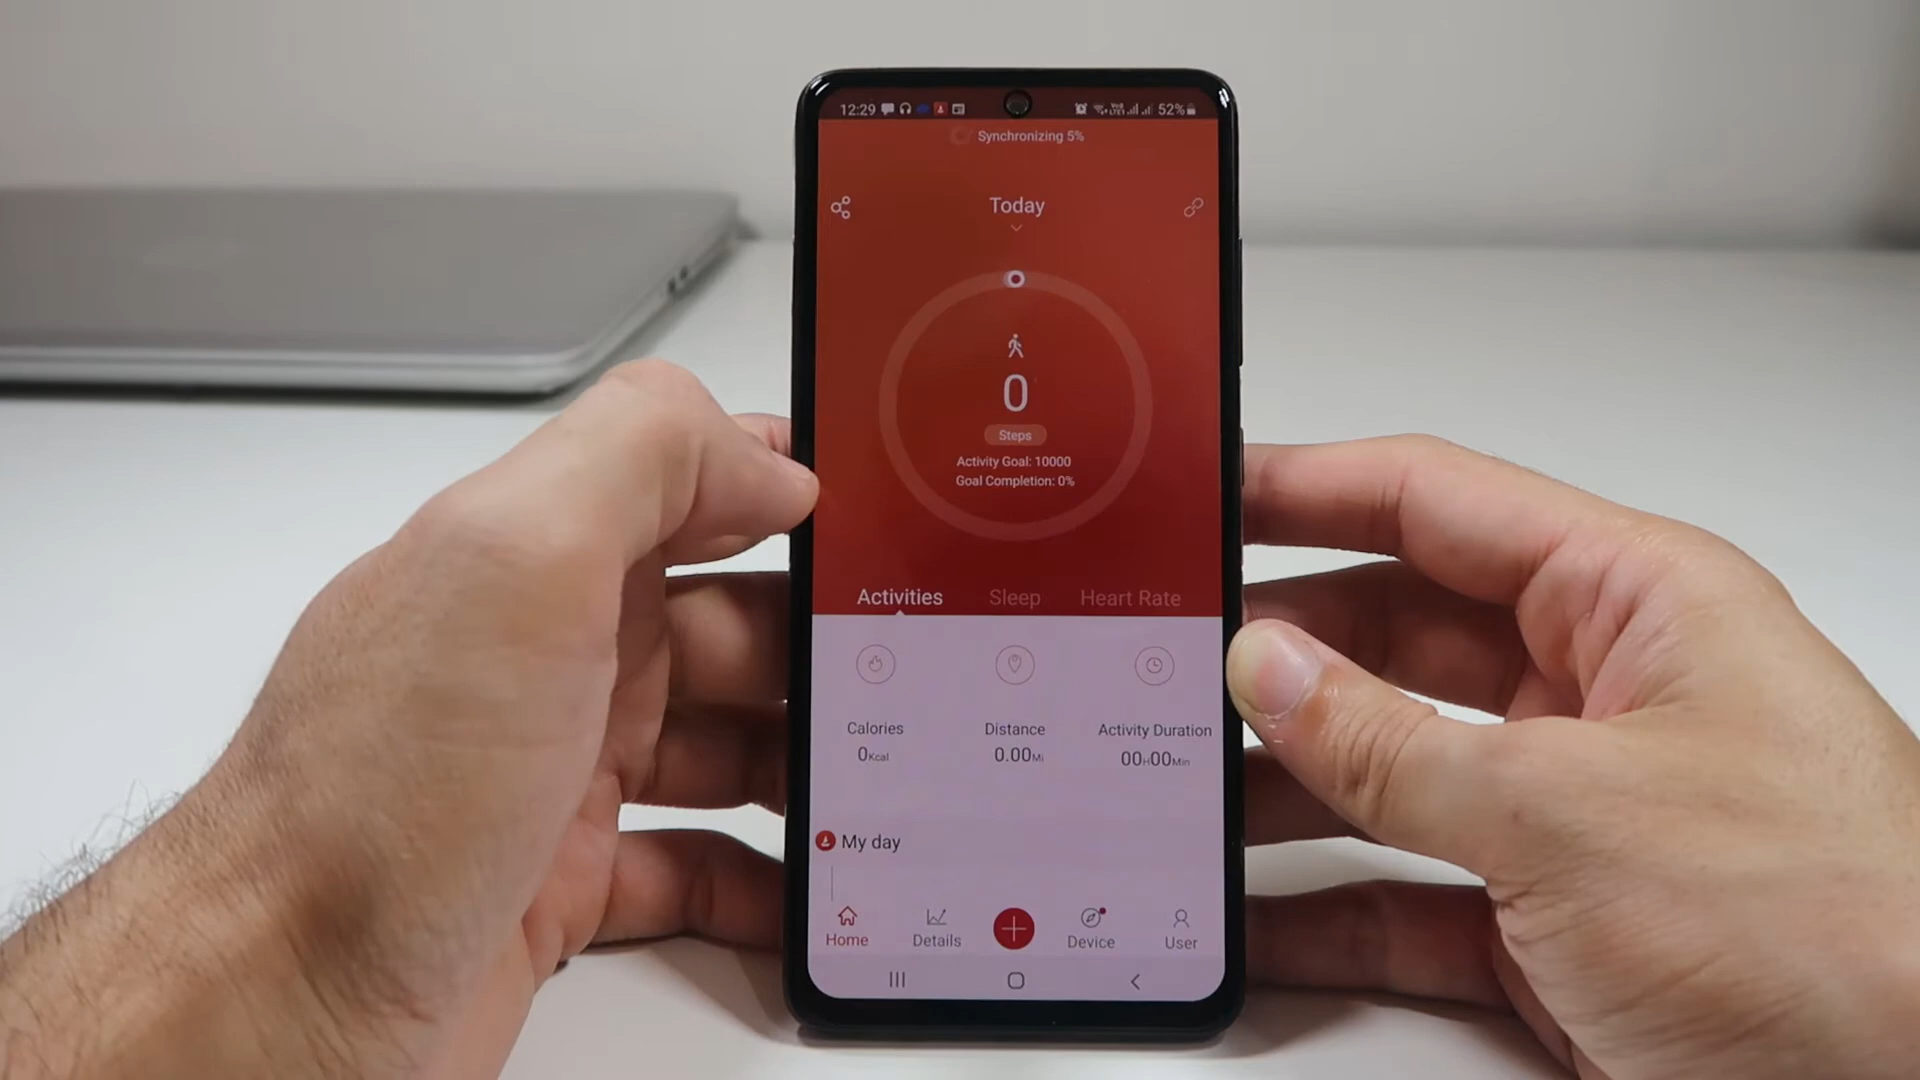 12:29 52%
Synchronizing 5%
Today
0
Steps
Activity Goal: 10000
Goal Completion: 0%
Activities Sleep Heart Rate
Calories Distance Activity Duration
0Kcal 0.00Mi 00H00Min
My day
Home Details Device User